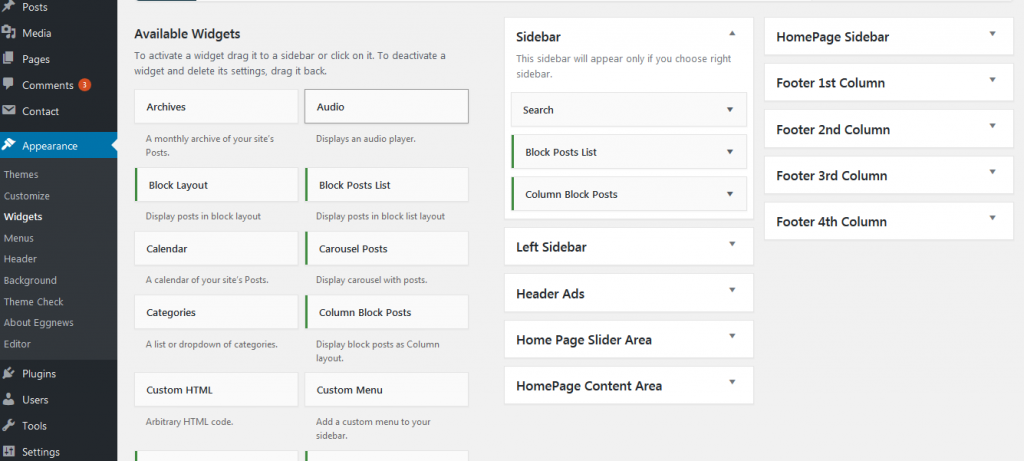 Posts
Media
Pages
Comments 3
Contact
Appearance
Themes
Customize
Widgets
Menus
Header
Background
Theme Check
About Eggnews
Editor
Plugins
Users
Tools
Settings
Available Widgets
To activate a widget drag it to a sidebar or click on it. To deactivate a
widget and delete its settings, drag it back.
Archives
A monthly archive of your site's
Posts.
Audio
Displays an audio player.
Block Layout
Display posts in block layout
Block Posts List
Display posts in block list layout
Calendar
A calendar of your site's Posts.
Carousel Posts
Display carousel with posts.
Categories
A list or dropdown of categories.
Column Block Posts
Display block posts as Column
layout.
Custom HTML
Arbitrary HTML code.
Custom Menu
Add a custom menu to your
sidebar.
Sidebar
This sidebar will appear only if you choose right
sidebar.
Search
Block Posts List
Column Block Posts
Left Sidebar
Header Ads
Home Page Slider Area
HomePage Content Area
HomePage Sidebar
Footer 1st Column
Footer 2nd Column
Footer 3rd Column
Footer 4th Column